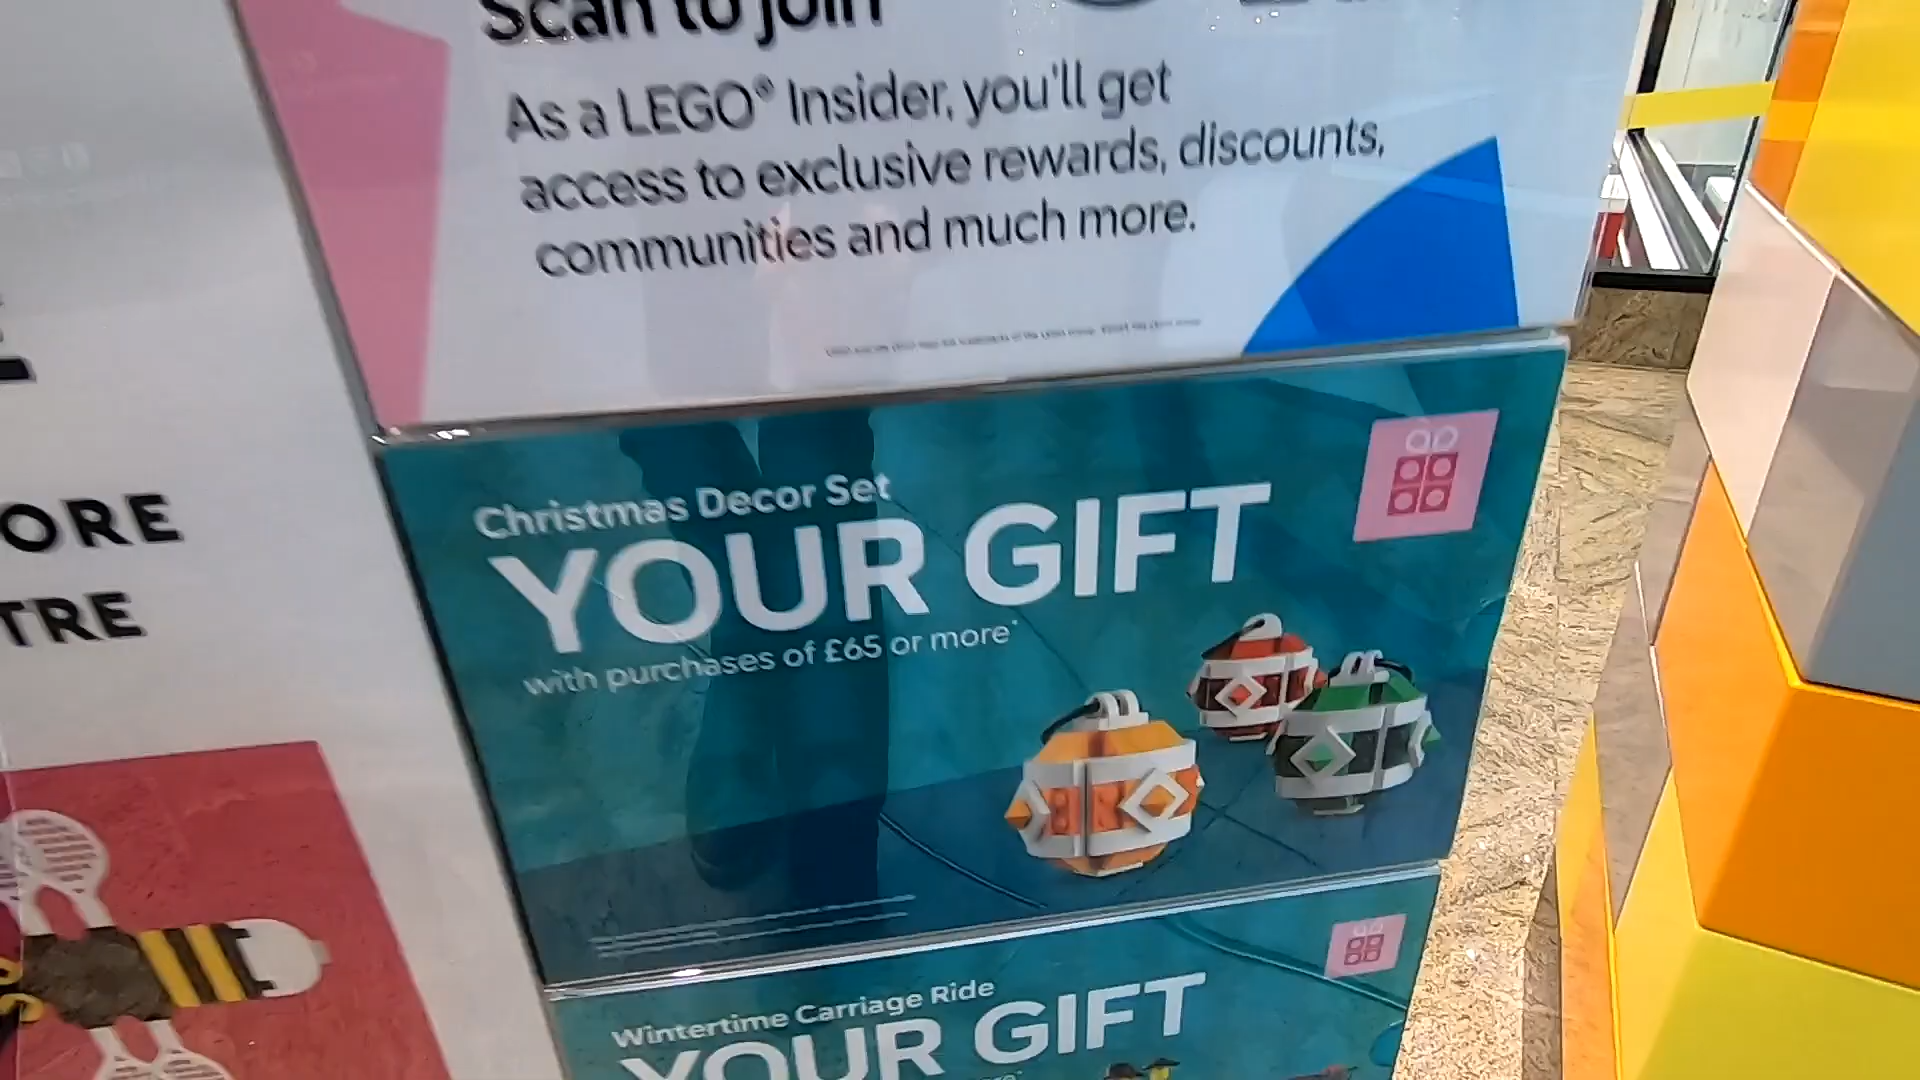 Scan to join
As a LEGO® Insider, you'll get
access to exclusive rewards, discounts,
communities and much more.
ORE
TRE
Christmas Decor Set
YOUR GIFT
with purchases of £65 or more*
Wintertime Carriage Ride
YOUR GIFT